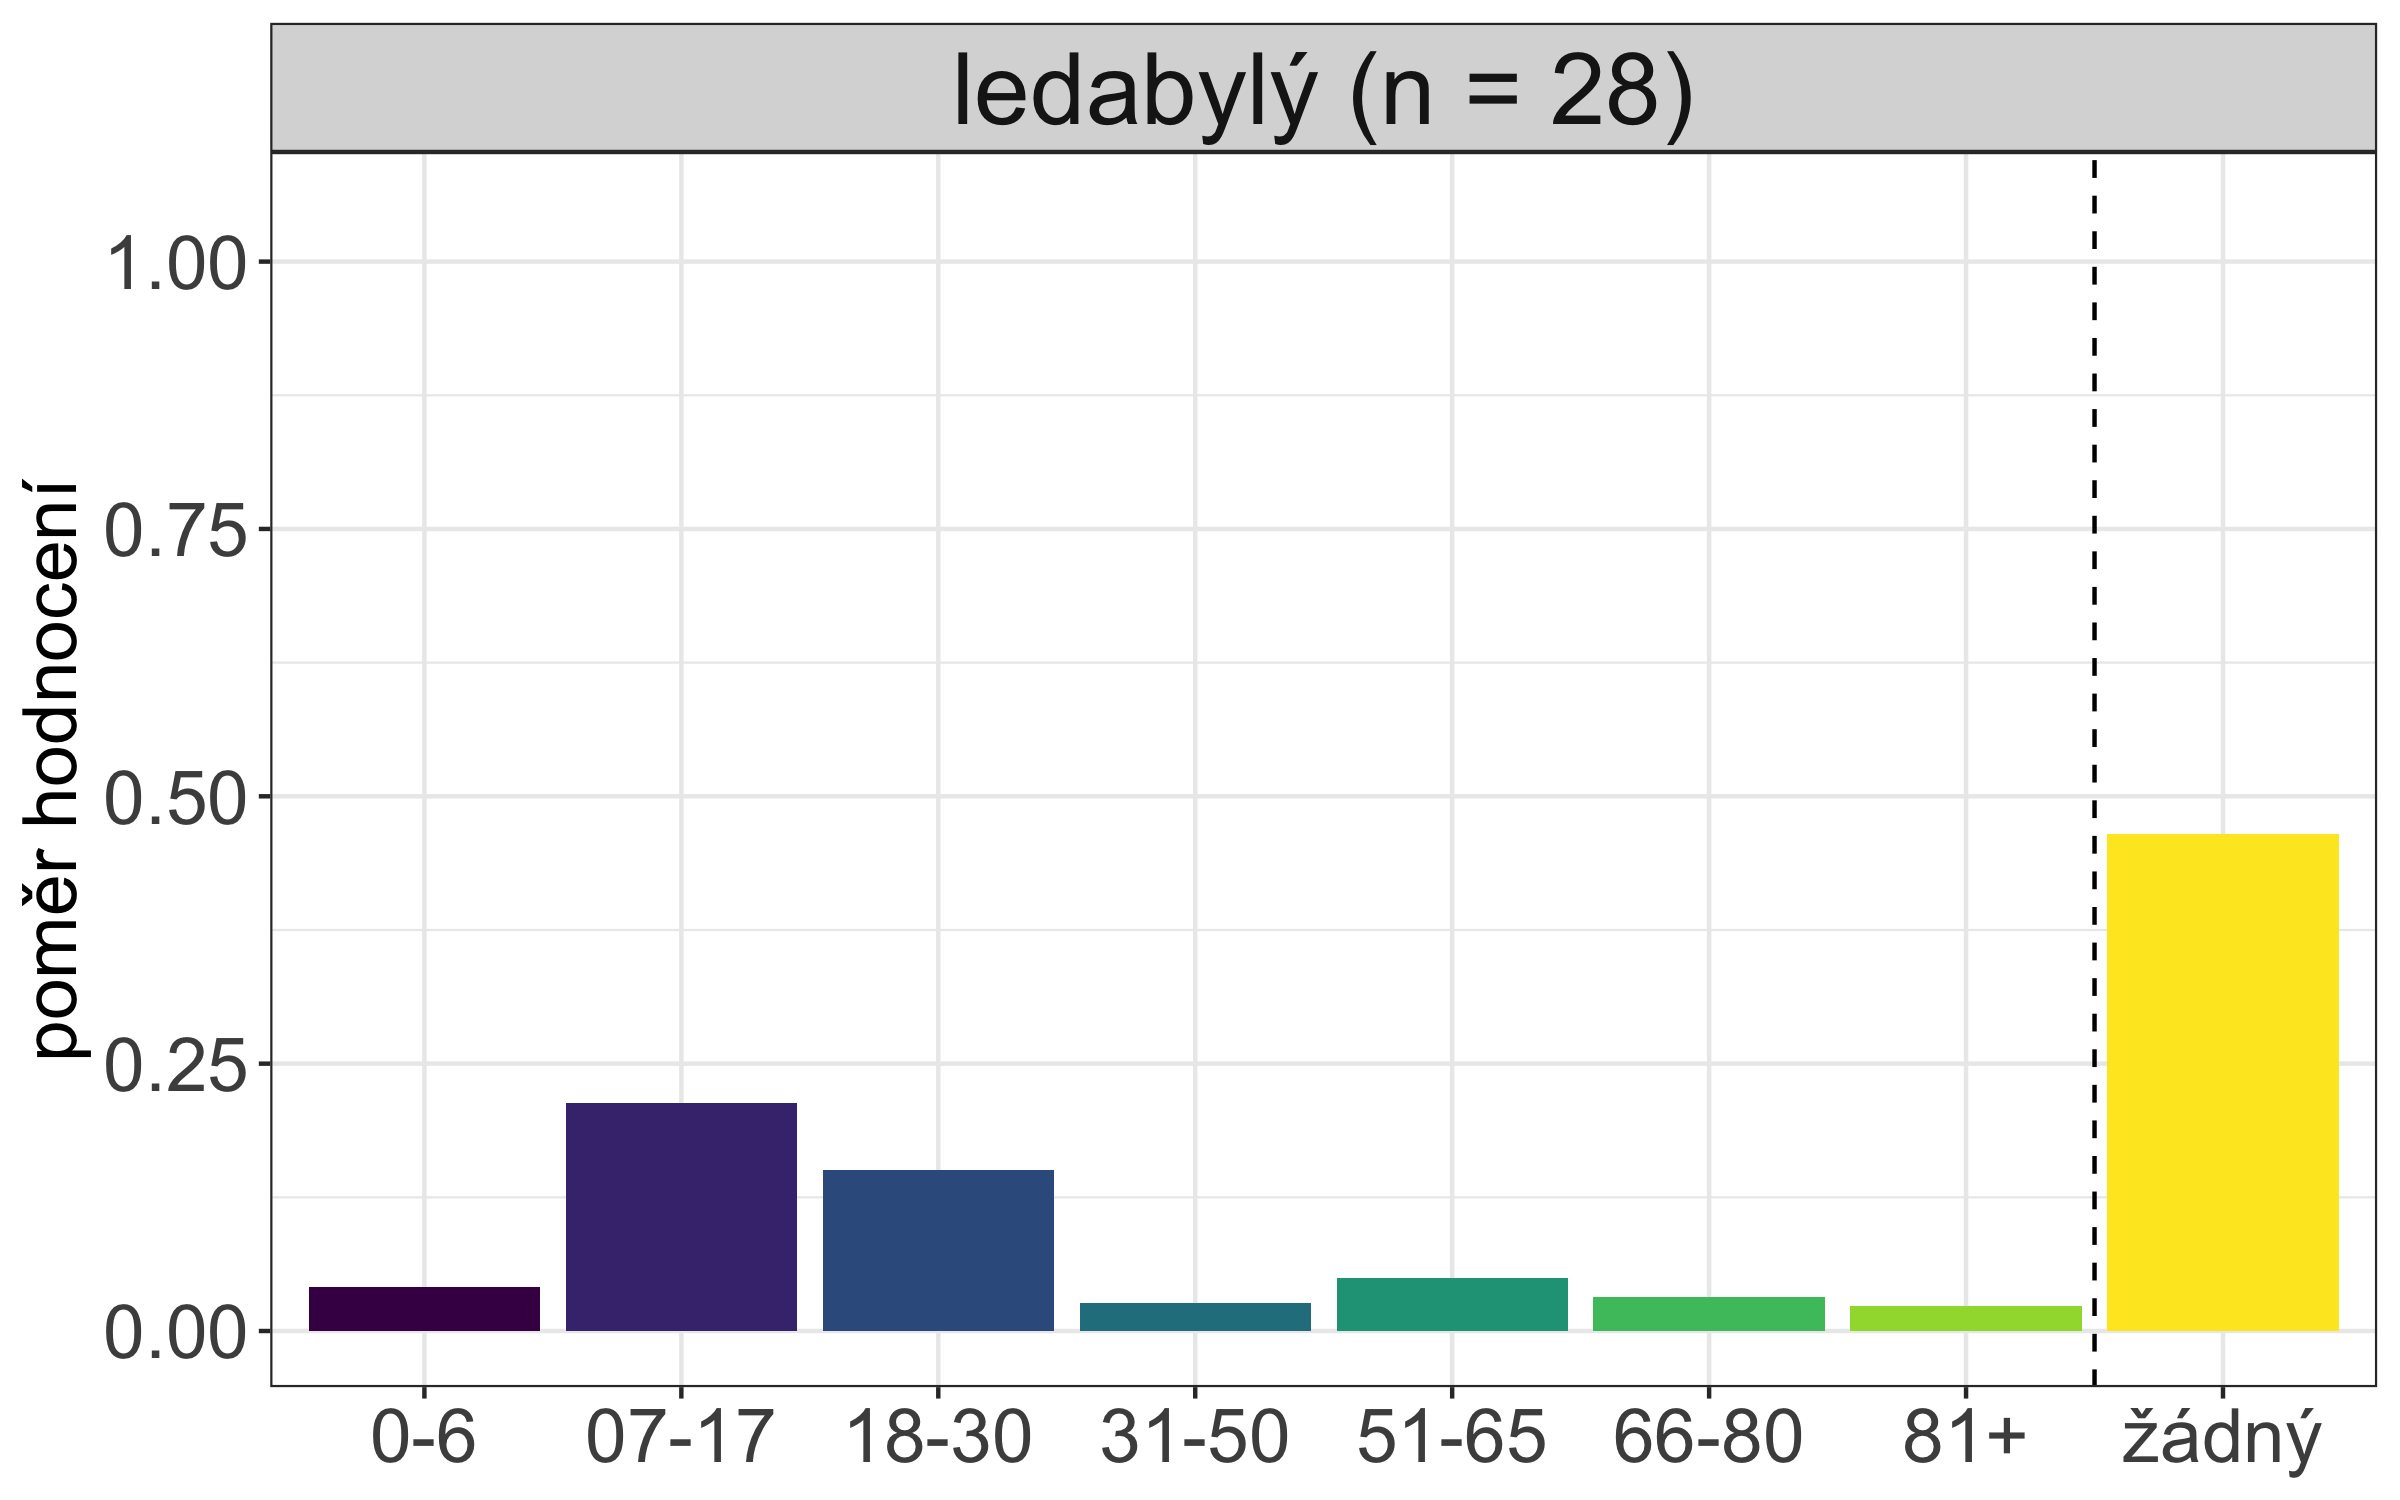 ledabylý (n = 28)
poměr hodnocení
1.00
0.75
0.50
0.25
0.00
0-6 07-17 18-30 31-50 51-65 66-80 81+ žádný